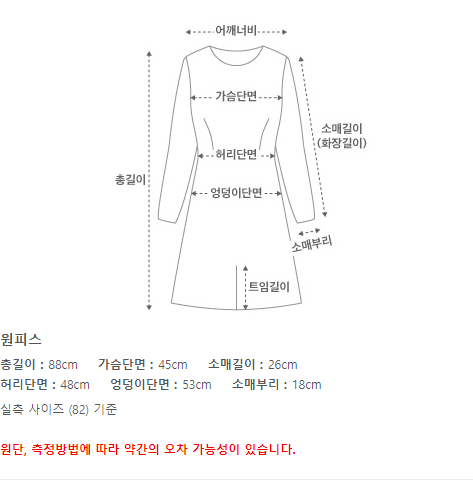 어깨너비
가슴단면
소매길이
(화장길이)
허리단면
총길이
엉덩이단면
소매부리
트임길이
원피스
총길이 : 88cm 가슴단면 : 45cm 소매길이 : 26cm
허리단면 : 48cm 엉덩이단면 : 53cm 소매부리 : 18cm
실측 사이즈 (82) 기준
원단, 측정방법에 따라 약간의 오차 가능성이 있습니다.